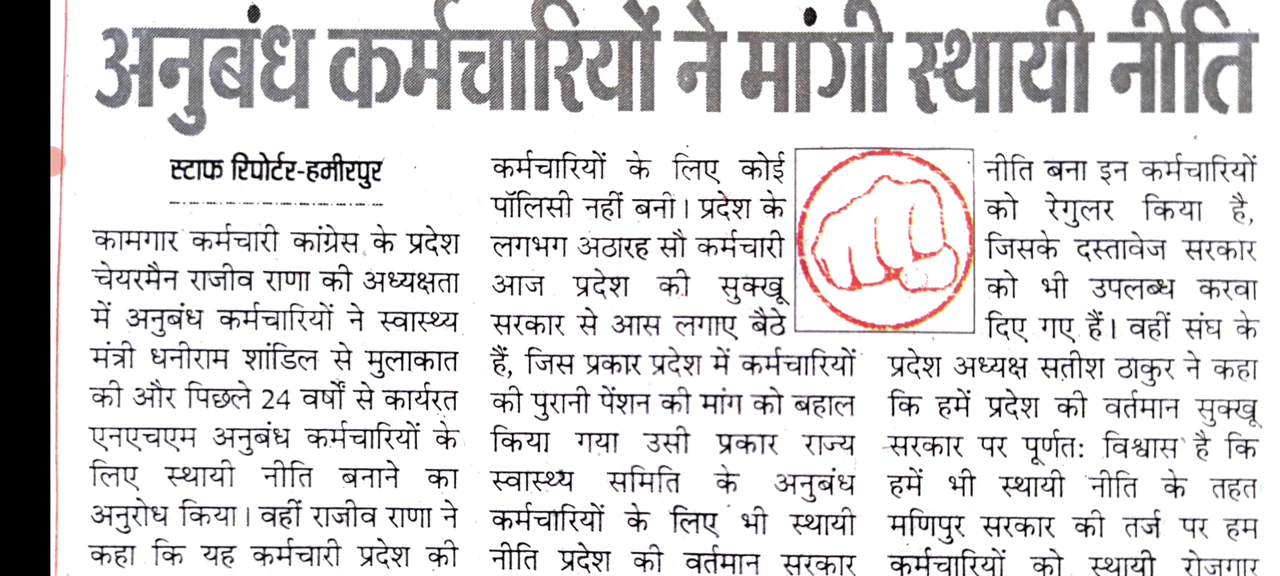 अनुबंध कर्मचारियों ने मांगी स्थायी नीति
स्टाफ रिपोर्टर-हमीरपुर
कामगार कर्मचारी कांग्रेस के प्रदेश
चेयरमैन राजीव राणा की अध्यक्षता
में अनुबंध कर्मचारियों ने स्वास्थ्य
मंत्री धनीराम शांडिल से मुलाकात
की और पिछले 24 वर्षों से कार्यरत
एनएचएम अनुबंध कर्मचारियों के
लिए स्थायी नीति बनाने का
अनुरोध किया। वहीं राजीव राणा ने
कहा कि यह कर्मचारी प्रदेश की
कर्मचारियों के लिए कोई
पॉलिसी नहीं बनी। प्रदेश के
लगभग अठारह सौ कर्मचारी
आज प्रदेश की सुक्खू
सरकार से आस लगाए बैठे
हैं, जिस प्रकार प्रदेश में कर्मचारियों
की पुरानी पेंशन की मांग को बहाल
किया गया उसी प्रकार राज्य
स्वास्थ्य समिति के अनुबंध
कर्मचारियों के लिए भी स्थायी
नीति प्रदेश की वर्तमान सरकार
नीति बना इन कर्मचारियों
को रेगुलर किया है,
जिसके दस्तावेज सरकार
को भी उपलब्ध करवा
दिए गए हैं। वहीं संघ के
प्रदेश अध्यक्ष सतीश ठाकुर ने कहा
कि हमें प्रदेश की वर्तमान सुक्खू
सरकार पर पूर्णत: विश्वास है कि
हमें भी स्थायी नीति के तहत
मणिपुर सरकार की तर्ज पर हम
कर्मचारियों को स्थायी रोजगार